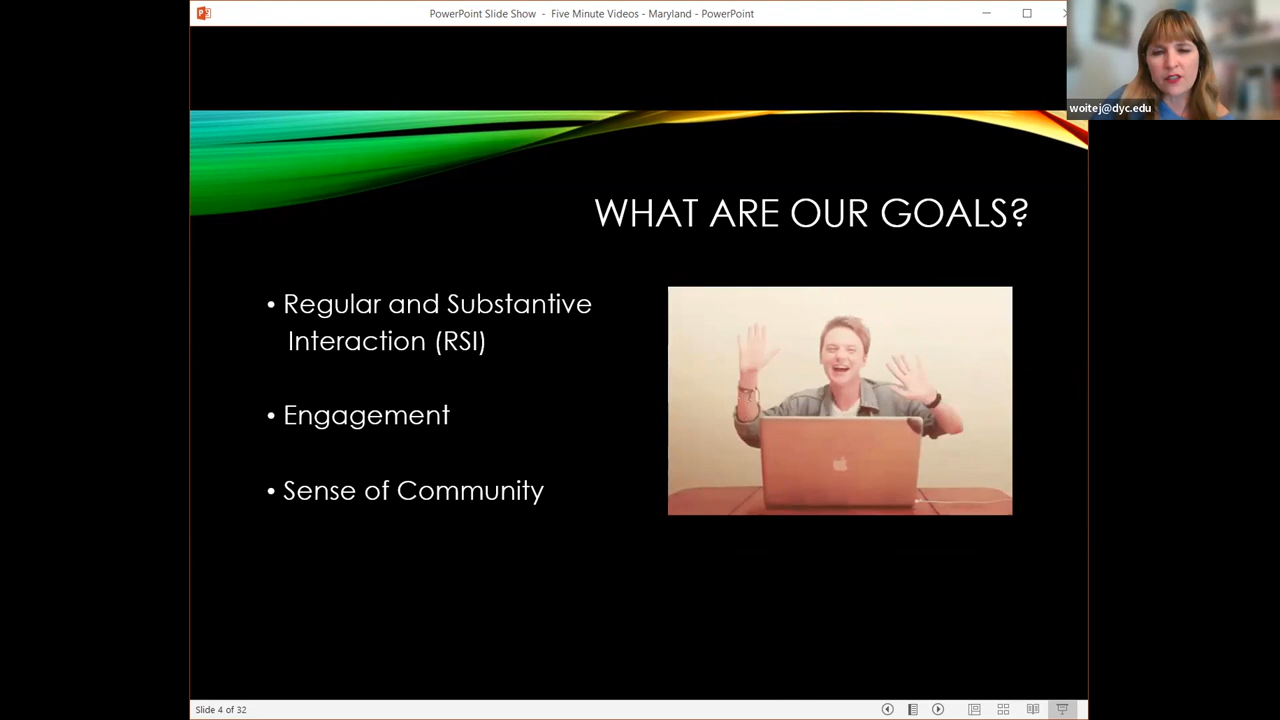 PowerPoint Slide Show - Five Minute Videos - Maryland - PowerPoint
woitej@dyc.edu
WHAT ARE OUR GOALS?
• Regular and Substantive
Interaction (RSI)
• Engagement
• Sense of Community
Slide 4 of 32